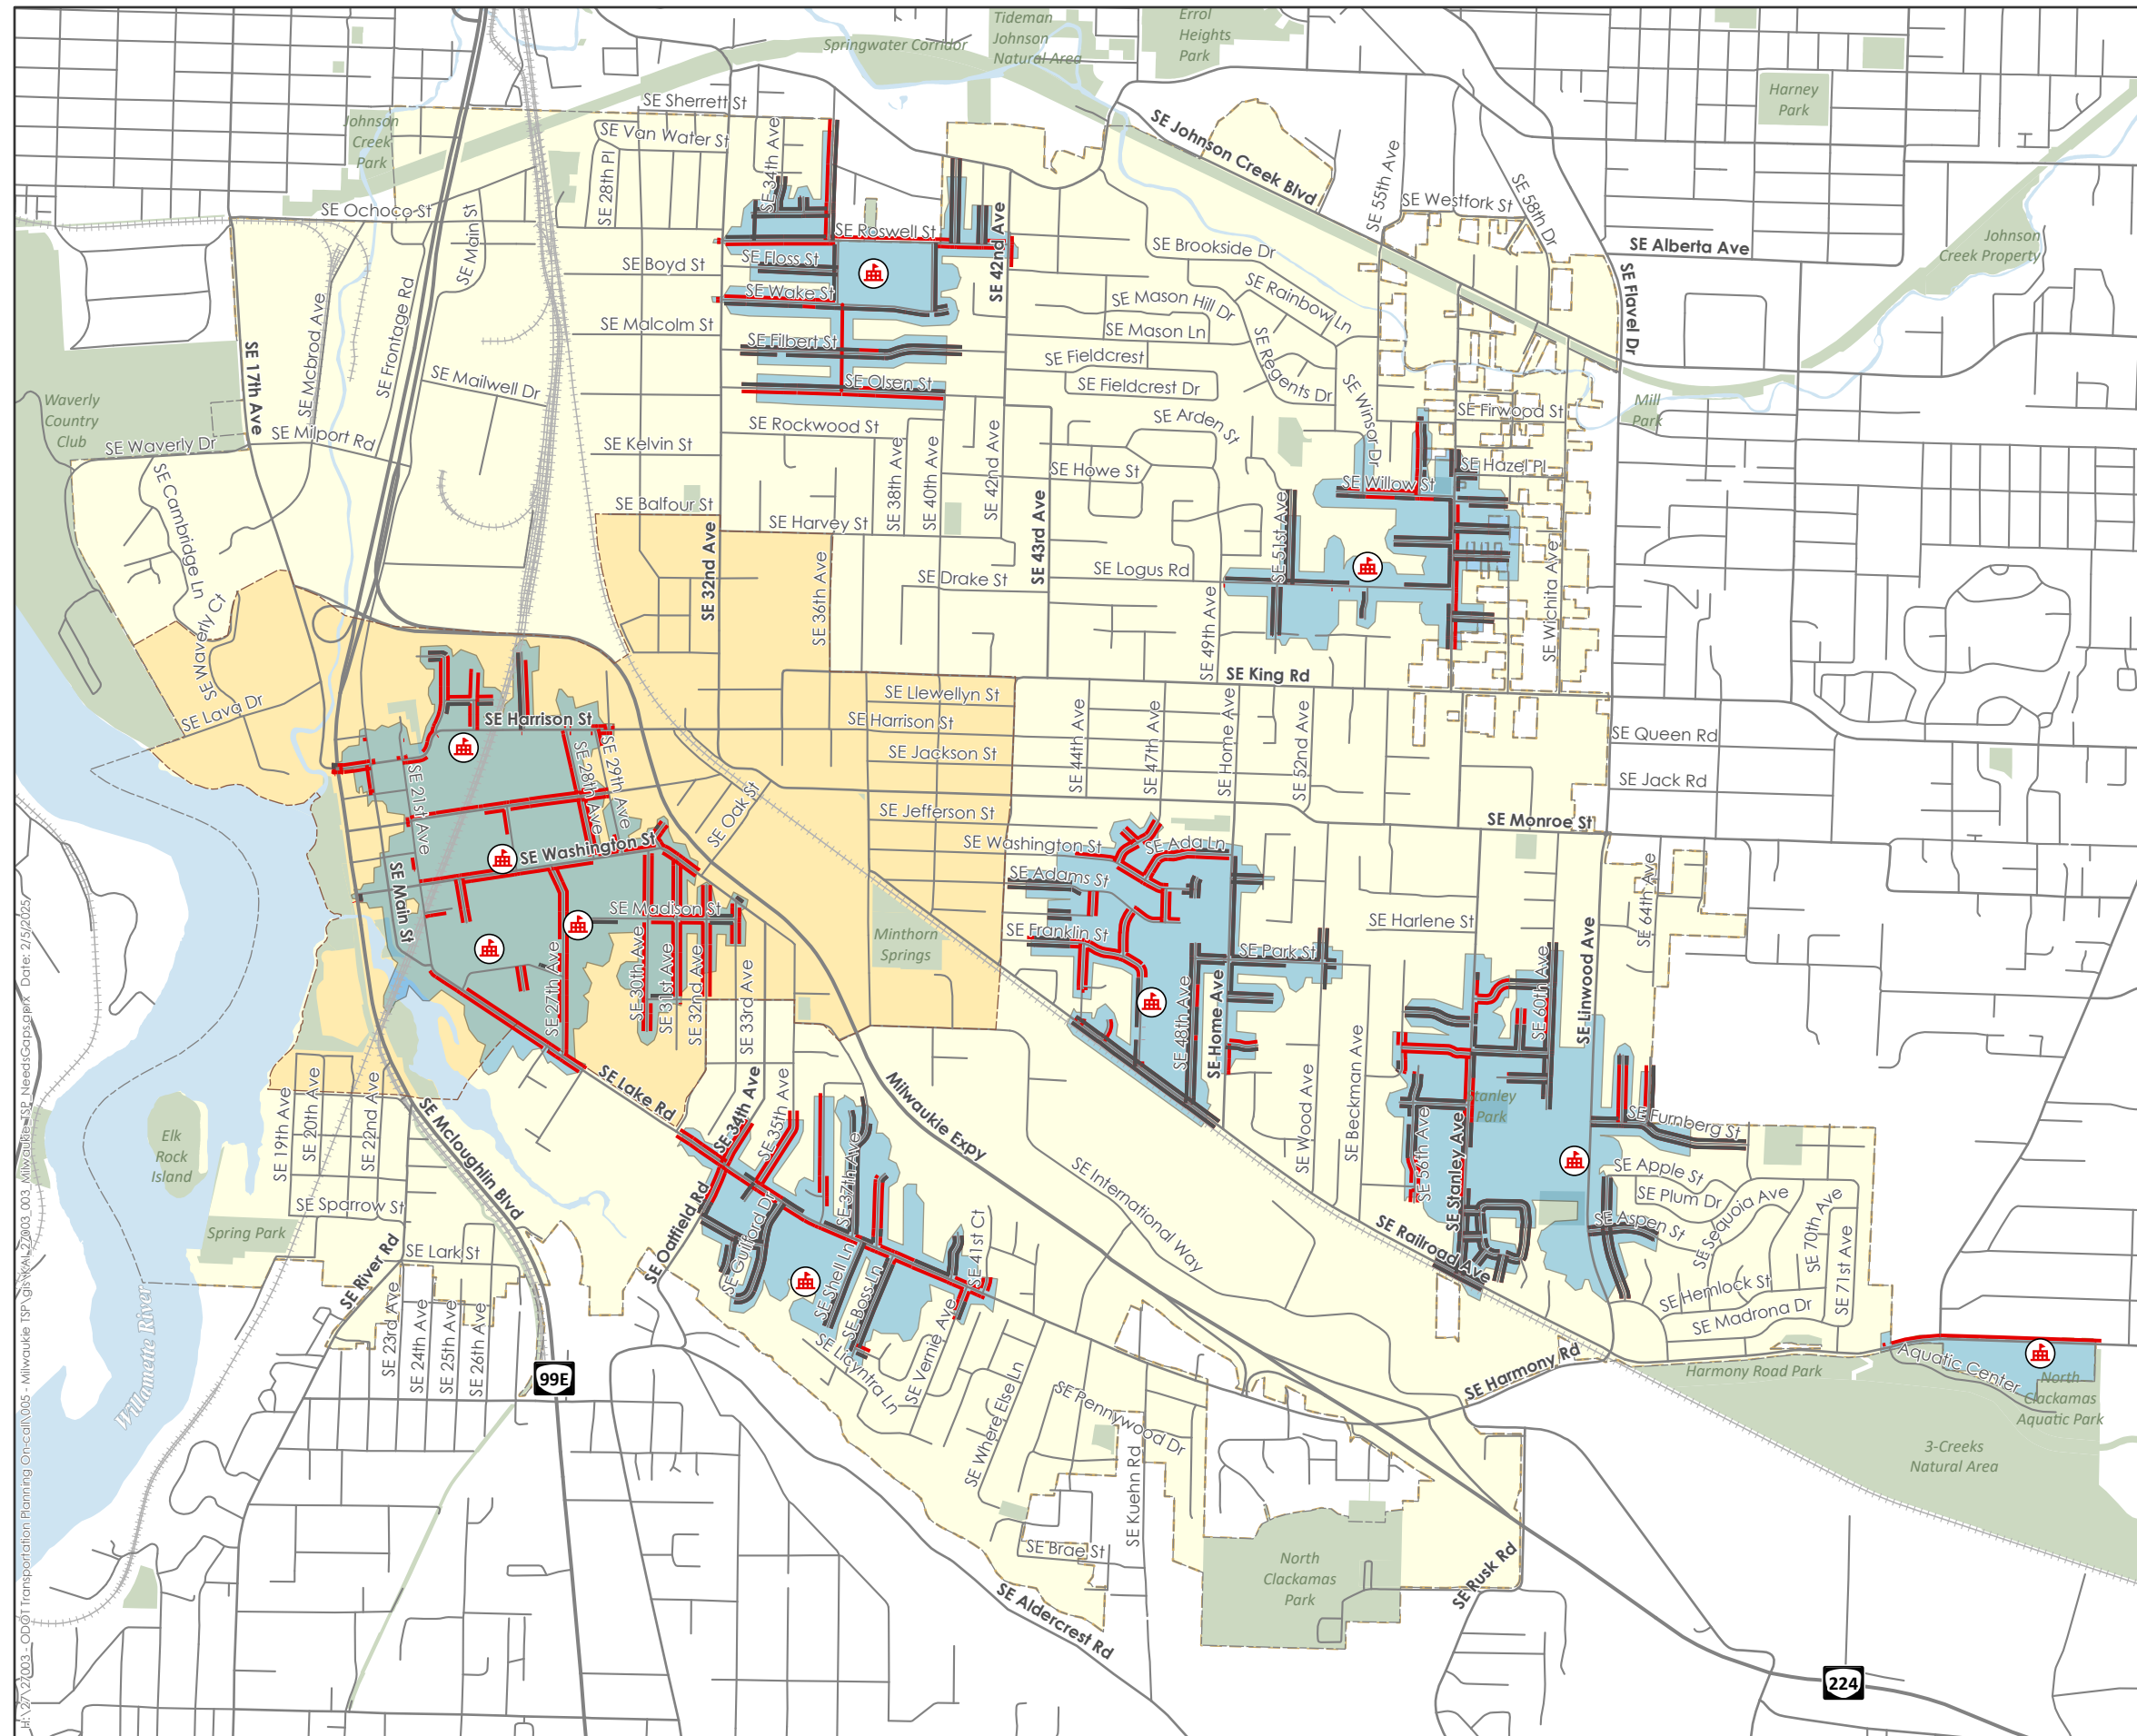 Tideman
Johnson
Natural Area
Errol
Heights
Park
Springwater Corridor
Harney
Park
SE Sherrett St
SE Van Water St
SE 34th Ave
SE 28th Pl
Johnson
Creek
Park
SE Johnson Creek Blvd
SE 55th Ave
SE Westfork St
SE 58th Dr
SE Ochoco St
SE Main St
SE Roswell St
SE 42nd Ave
SE Brookside Dr
SE Alberta Ave
Johnson
Creek Property
SE Floss St
SE Boyd St
SE Wake St
SE Mcbrod Ave
SE Frontage Rd
SE Mason Hill Dr
SE Rainbow Ln
SE Flavel Dr
SE Malcolm St
SE Mason Ln
SE Filbert St
SE Fieldcrest
SE Regents Dr
SE 17th Ave
SE Mailwell Dr
SE Olsen St
SE Fieldcrest Dr
SE Winsor Dr
Waverly
Country
Club
SE Waverly Dr
SE Milport Rd
SE Rockwood St
SE Arden St
SE Firwood St
Mill
Park
SE Kelvin St
SE 38th Ave
SE 40th Ave
SE 42nd Ave
SE Howe St
SE Hazel Pl
SE Willow St
SE Cambridge Ln
SE Balfour St
SE Harvey St
SE 43rd Ave
SE 51st Ave
SE 32nd Ave
SE 36th Ave
SE Drake St
SE Logus Rd
SE Wichita Ave
SE Waverly Ct
SE 49th Ave
SE King Rd
SE Lava Dr
SE Llewellyn St
SE Harrison St
SE Harrison St
SE Jackson St
SE 44th Ave
SE 47th Ave
SE Home Ave
SE 52nd Ave
SE Queen Rd
SE Jack Rd
SE 21st Ave
SE 28th Ave
SE 29th Ave
SE Oak St
SE Jefferson St
SE Monroe St
SE Washington St
SE Washington St
SE Ada Ln
SE Adams St
SE 64th Ave
SE Main St
SE Madison St
Minthorn
Springs
SE Franklin St
SE Park St
SE Harlene St
SE Linwood Ave
SE 27th Ave
SE 30th Ave
SE 31st Ave
SE 32nd Ave
SE 33rd Ave
SE 48th Ave
SE Home Ave
SE 60th Ave
SE Wood Ave
SE Beckman Ave
Stanley
Park
SE Furnberg St
SE 19th Ave
SE 20th Ave
SE 22nd Ave
SE Lake Rd
SE 34th Ave
SE 35th Ave
SE 37th Ave
Milwaukie Expy
SE 56th Ave
SE Stanley Ave
SE Apple St
SE Plum Dr
SE Sequoia Ave
SE 70th Ave
SE 71st Ave
SE Aspen St
Elk
Rock
Island
SE Mcloughlin Blvd
SE International Way
SE Railroad Ave
Spring Park
SE Sparrow St
SE Lark St
SE River Rd
SE Oatfield Rd
SE Guilford Dr
SE Shell Ln
SE Boss Ln
SE 41st Ct
SE Licyntra Ln
SE Vernie Ave
SE Hemlock St
SE Madrona Dr
SE 23rd Ave
SE 24th Ave
SE 25th Ave
SE 26th Ave
99E
Willamette River
SE Where Else Ln
SE Pennywood Dr
SE Kuehn Rd
SE Harmony Rd
Harmony Road Park
Aquatic Center
North
Clackamas
Aquatic Park
3-Creeks
Natural Area
SE Brae St
SE Aldercrest Rd
North
Clackamas
Park
SE Rusk Rd
224
H:\27\27003 - ODOT Transportation Planning On-call\005 - Milwaukie TSP\gis\KAI_27003_003_Milwaukie_TSP_NeedsGaps.aprx Date: 2/5/2025